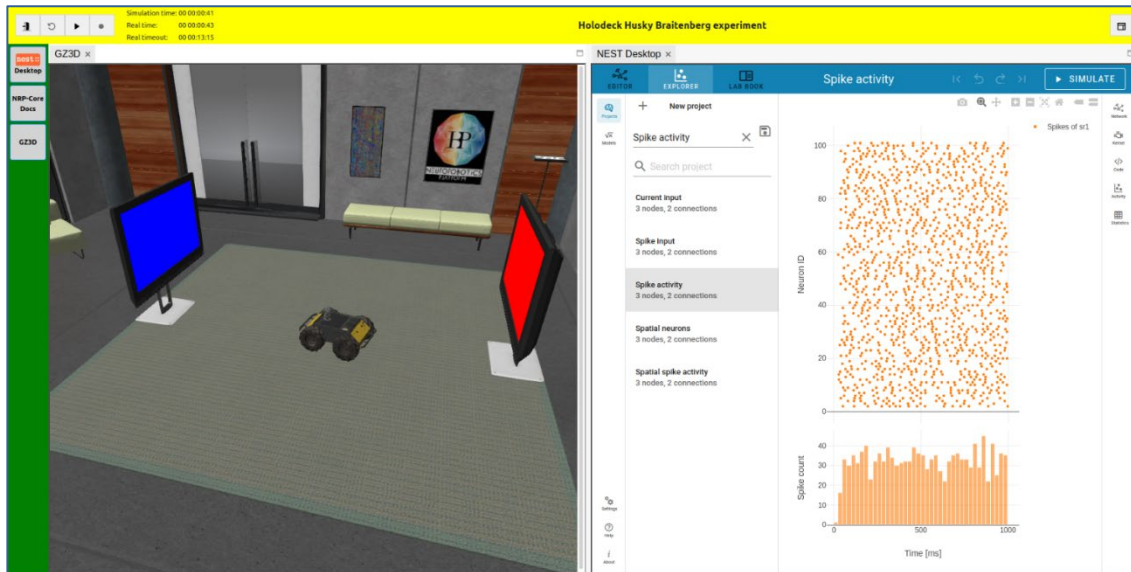 Simulation time: 00 00:00:41
Real time: 00 00:00:43
Real timeout: 00 00:13:15
Holodeck Husky Braitenberg experiment
nest::
Desktop
NRP-Core
Docs
GZ3D
GZ3D ×
HP
NEUROROBOTICS
NEST Desktop ×
EDITOR
EXPLORER
LAB BOOK
Spike activity
SIMULATE
Projects
Models
Settings
Help
About
+ New project
Spike activity
Search project
Current input
3 nodes, 2 connections
Spike input
3 nodes, 2 connections
Spike activity
3 nodes, 2 connections
Spatial neurons
3 nodes, 2 connections
Spatial spike activity
3 nodes, 2 connections
Spikes of sr1
100
80
60
40
20
0
Neuron ID
40
30
20
10
0
Spike count
0
500
1000
Time [ms]
Network
Kernel
Code
Activity
Statistics